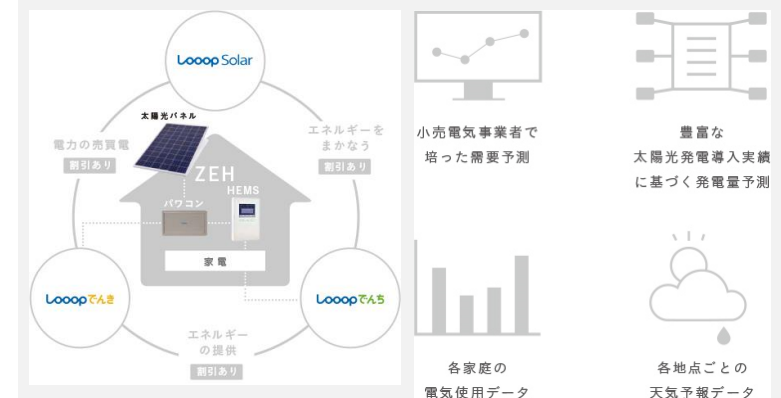 Looop Solar
太陽光パネル
電力の売買電
割引あり
エネルギーを
まかなう
割引あり
ZEH
HEMS
パワコン
家電
Looopでんき
Looopでんち
エネルギー
の提供
割引あり
小売電気事業者で
培った需要予測
豊富な
太陽光発電導入実績
に基づく発電量予測
各家庭の
電気使用データ
各地点ごとの
天気予報データ